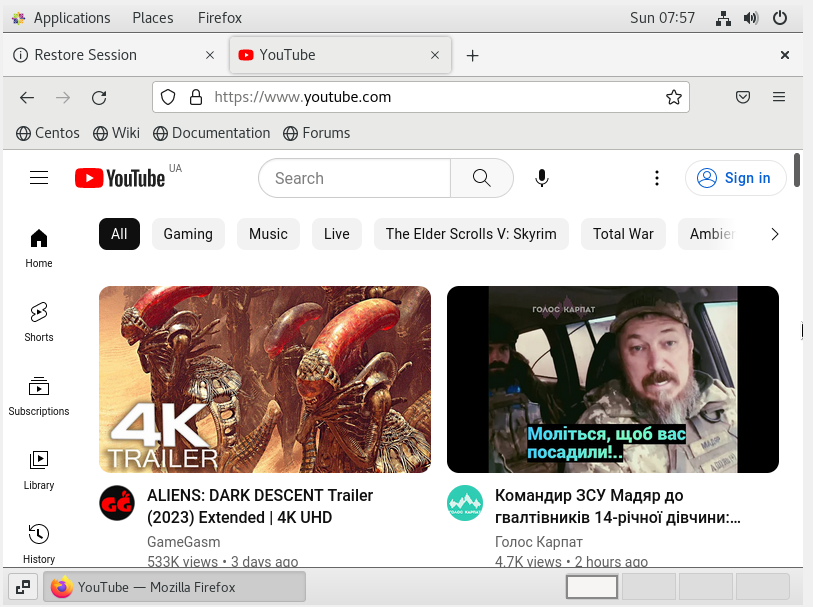 Applications Places Firefox Sun 07:57
Restore Session YouTube
https://www.youtube.com
Centos Wiki Documentation Forums
YouTube UA Search Sign in
All Gaming Music Live The Elder Scrolls V: Skyrim Total War Ambien
Home
Shorts
Subscriptions
Library
History
4K
TRAILER
ГОЛОС КАРПАТ
Моліться, щоб вас
посадили!..
МАДЯР
ALIENS: DARK DESCENT Trailer
(2023) Extended | 4K UHD
GameGasm
533K views • 3 days ago
Командир ЗСУ Мадяр до
гвалтівників 14-річної дівчини:...
Голос Карпат
4.7K views • 2 hours ago
YouTube — Mozilla Firefox